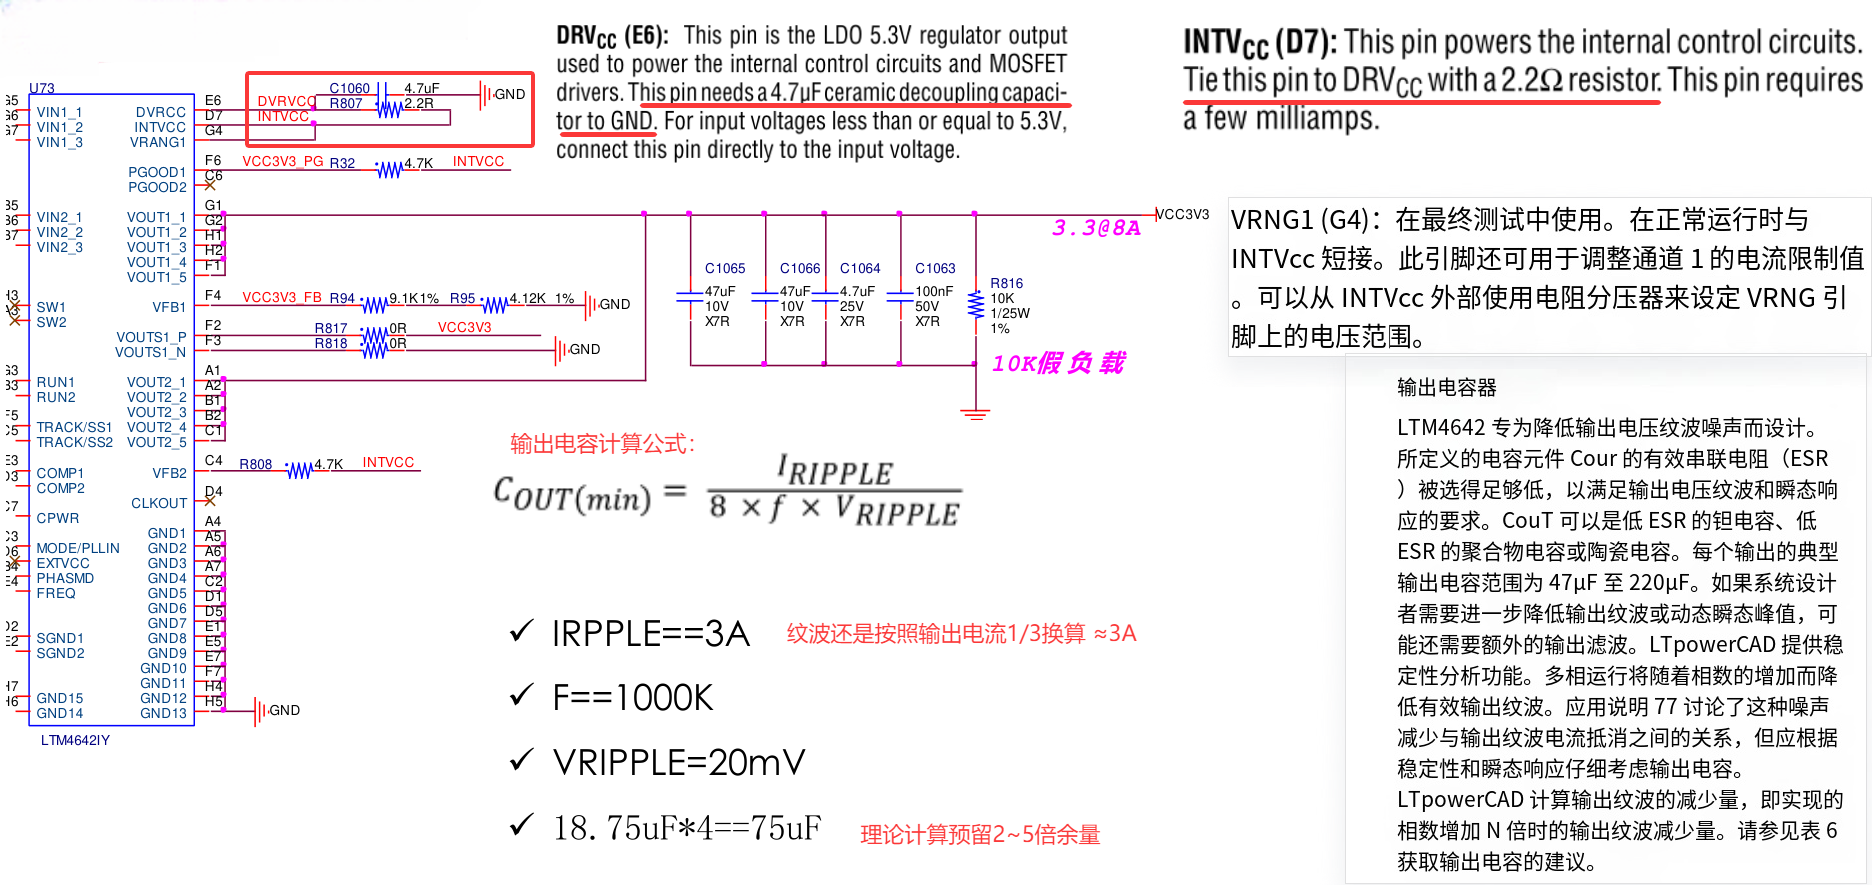 U73
VIN1_1
VIN1_2
VIN1_3
VIN2_1
VIN2_2
VIN2_3
SW1
SW2
RUN1
RUN2
TRACK/SS1
TRACK/SS2
COMP1
COMP2
CPWR
MODE/PLLIN
EXTVCC
PHASMD
FREQ
SGND1
SGND2
GND15
GND14
DVRCC
INTVCC
VRANG1
PGOOD1
PGOOD2
VOUT1_1
VOUT1_2
VOUT1_3
VOUT1_4
VOUT1_5
VFB1
VOUTS1_P
VOUTS1_N
VOUT2_1
VOUT2_2
VOUT2_3
VOUT2_4
VOUT2_5
VFB2
CLKOUT
GND1
GND2
GND3
GND4
GND5
GND6
GND7
GND8
GND9
GND10
GND11
GND12
GND13
LTM4642IY
E6
D7
G4
F6
C6
G1
G2
H1
H2
F1
F4
F2
F3
A1
A2
B1
B2
C1
C4
D4
A4
A5
A6
A7
C2
D1
D5
E1
E5
E7
F7
H4
H5
C1060 4.7uF
DVRVCC R807 2.2R
INTVCC
GND
VCC3V3_PG R32 4.7K INTVCC
VCC3V3_FB R94 9.1K1% R95 4.12K 1% GND
R817 0R VCC3V3
R818 0R GND
R808 4.7K INTVCC
GND
VCC3V3
3.3@8A
C1065
47uF
10V
X7R
C1066
47uF
10V
X7R
C1064
4.7uF
25V
X7R
C1063
100nF
50V
X7R
R816
10K
1/25W
1%
10K假负载
DRVCC (E6): This pin is the LDO 5.3V regulator output
used to power the internal control circuits and MOSFET
drivers. This pin needs a 4.7µF ceramic decoupling capaci-
tor to GND. For input voltages less than or equal to 5.3V,
connect this pin directly to the input voltage.
INTVCC (D7): This pin powers the internal control circuits.
Tie this pin to DRVCC with a 2.2Ω resistor. This pin requires
a few milliamps.
VRNG1 (G4)：在最终测试中使用。在正常运行时与
INTVcc 短接。此引脚还可用于调整通道 1 的电流限制值
。可以从 INTVcc 外部使用电阻分压器来设定 VRNG 引
脚上的电压范围。
输出电容计算公式：
COUT(min) = IRIPPLE / 8 × f × VRIPPLE
✓ IRPPLE==3A 纹波还是按照输出电流1/3换算 ≈3A
✓ F==1000K
✓ VRIPPLE=20mV
✓ 18.75uF*4==75uF 理论计算预留2~5倍余量
输出电容器
LTM4642 专为降低输出电压纹波噪声而设计。
所定义的电容元件 Cour 的有效串联电阻（ESR
）被选得足够低，以满足输出电压纹波和瞬态响
应的要求。CouT 可以是低 ESR 的钽电容、低
ESR 的聚合物电容或陶瓷电容。每个输出的典型
输出电容范围为 47µF 至 220µF。如果系统设计
者需要进一步降低输出纹波或动态瞬态峰值，可
能还需要额外的输出滤波。LTpowerCAD 提供稳
定性分析功能。多相运行将随着相数的增加而降
低有效输出纹波。应用说明 77 讨论了这种噪声
减少与输出纹波电流抵消之间的关系，但应根据
稳定性和瞬态响应仔细考虑输出电容。
LTpowerCAD 计算输出纹波的减少量，即实现的
相数增加 N 倍时的输出纹波减少量。请参见表 6
获取输出电容的建议。